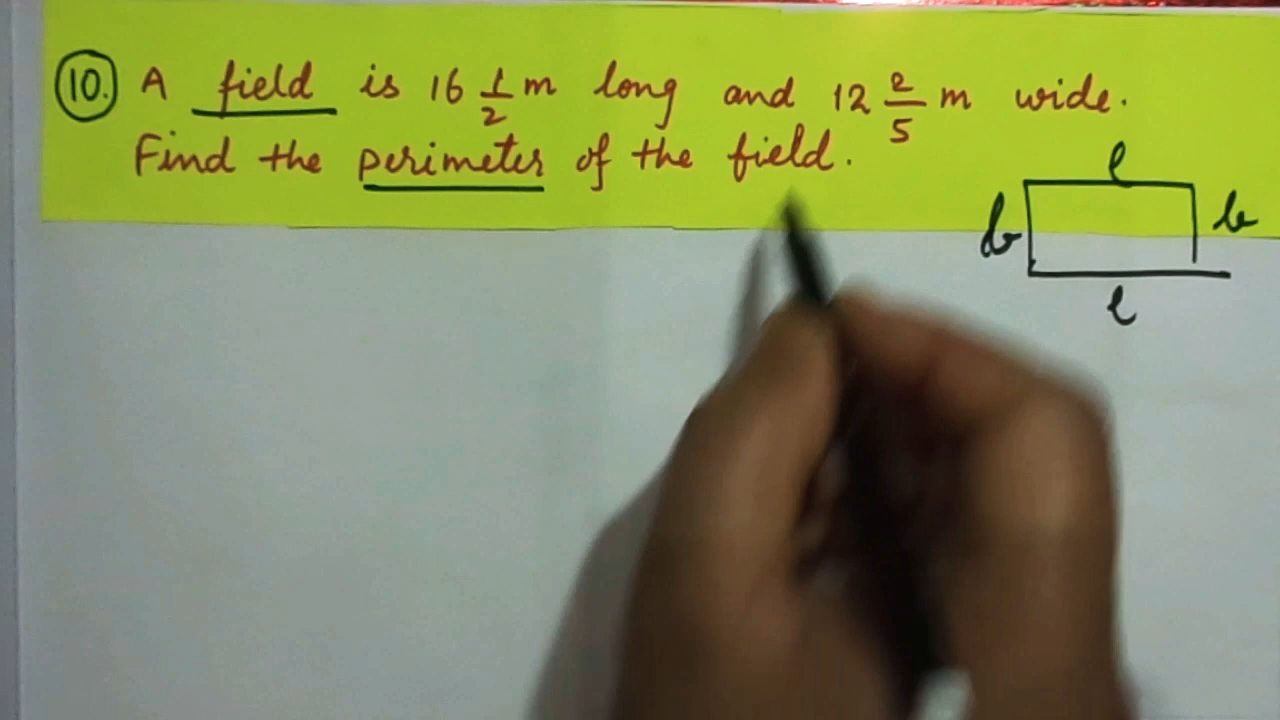 10. A field is 16 1/2 m long and 12 2/5 m wide.
Find the perimeter of the field.
l
b b
l